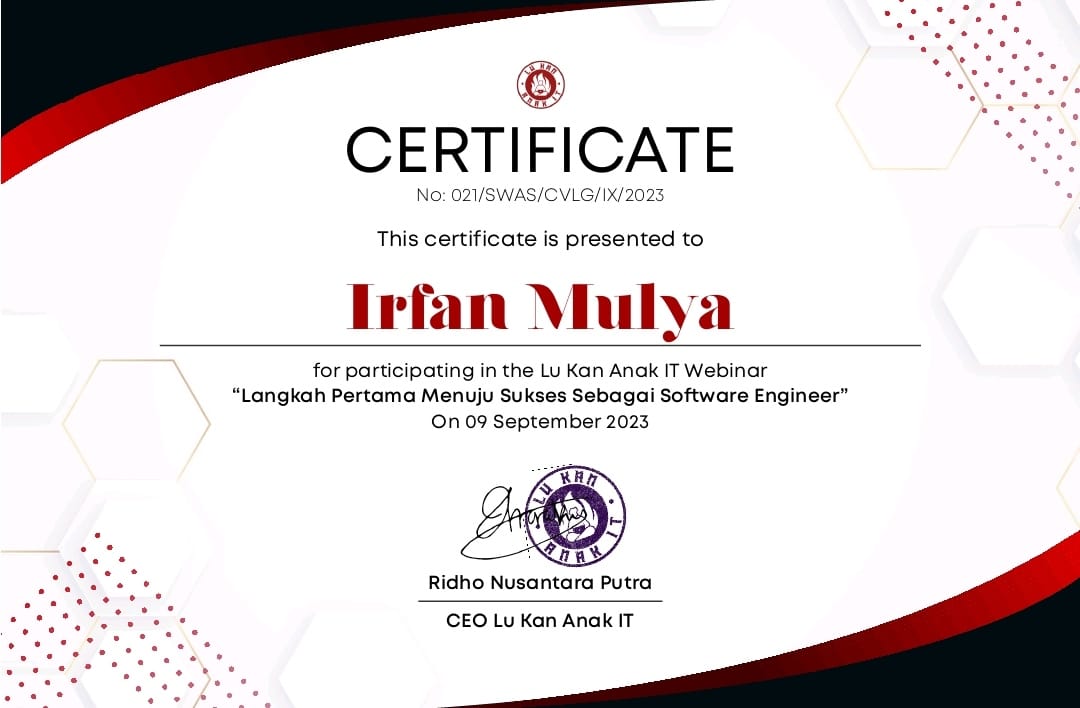 LU KAN
ANAK IT
CERTIFICATE
No: 021/SWAS/CVLG/IX/2023
This certificate is presented to
Irfan Mulya
for participating in the Lu Kan Anak IT Webinar
“Langkah Pertama Menuju Sukses Sebagai Software Engineer”
On 09 September 2023
LU KAN
ANAK IT
Ridho Nusantara Putra
CEO Lu Kan Anak IT